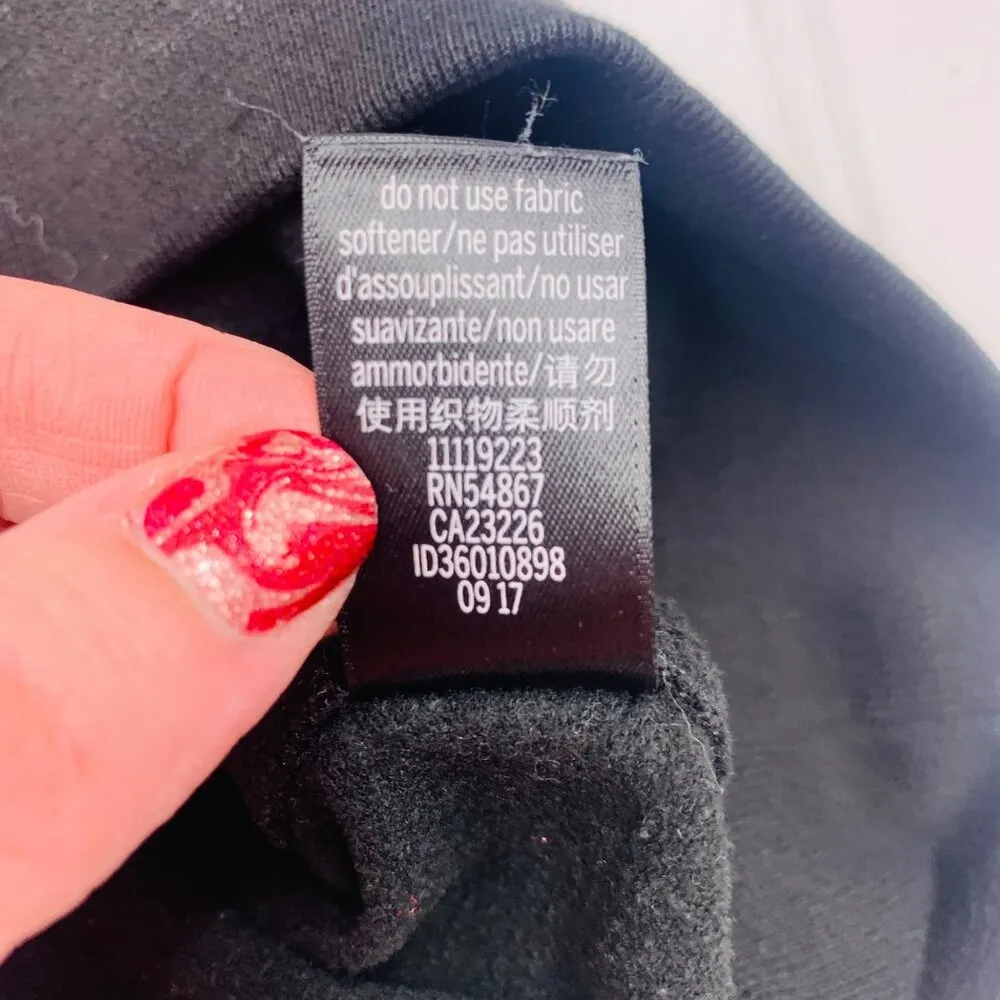 do not use fabric
softener/ne pas utiliser
d'assouplissant/no usar
suavizante/non usare
ammorbidente/请勿
使用织物柔顺剂
11119223
RN54867
CA23226
ID36010898
09 17